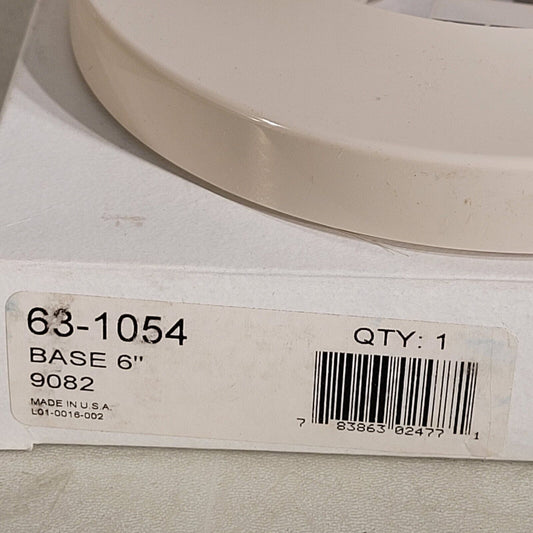 63-1054
BASE 6"
9082
MADE IN U.S.A.
L01-0016-002
QTY: 1
7 83863 02477 1